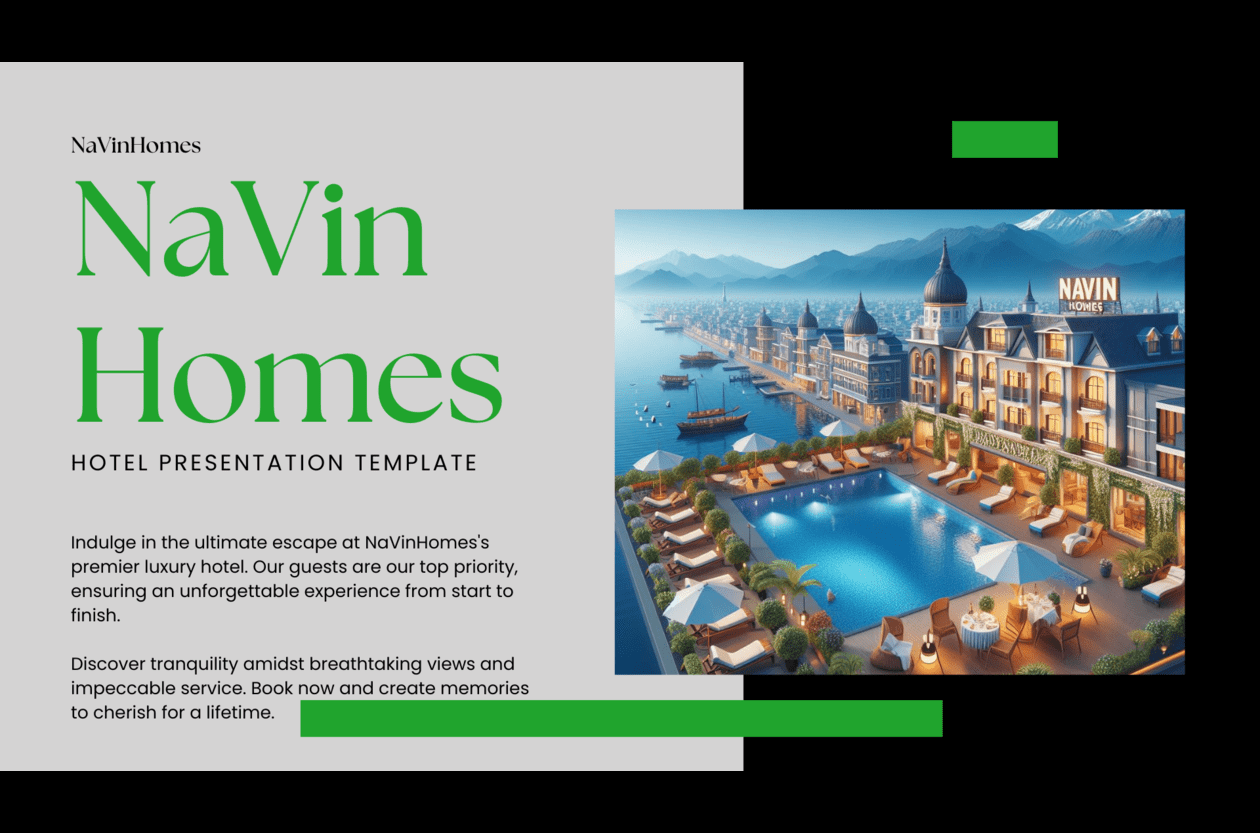 NaVinHomes
NaVin
Homes
HOTEL PRESENTATION TEMPLATE
Indulge in the ultimate escape at NaVinHomes's
premier luxury hotel. Our guests are our top priority,
ensuring an unforgettable experience from start to
finish.
Discover tranquility amidst breathtaking views and
impeccable service. Book now and create memories
to cherish for a lifetime.
NAVIN
HOMES